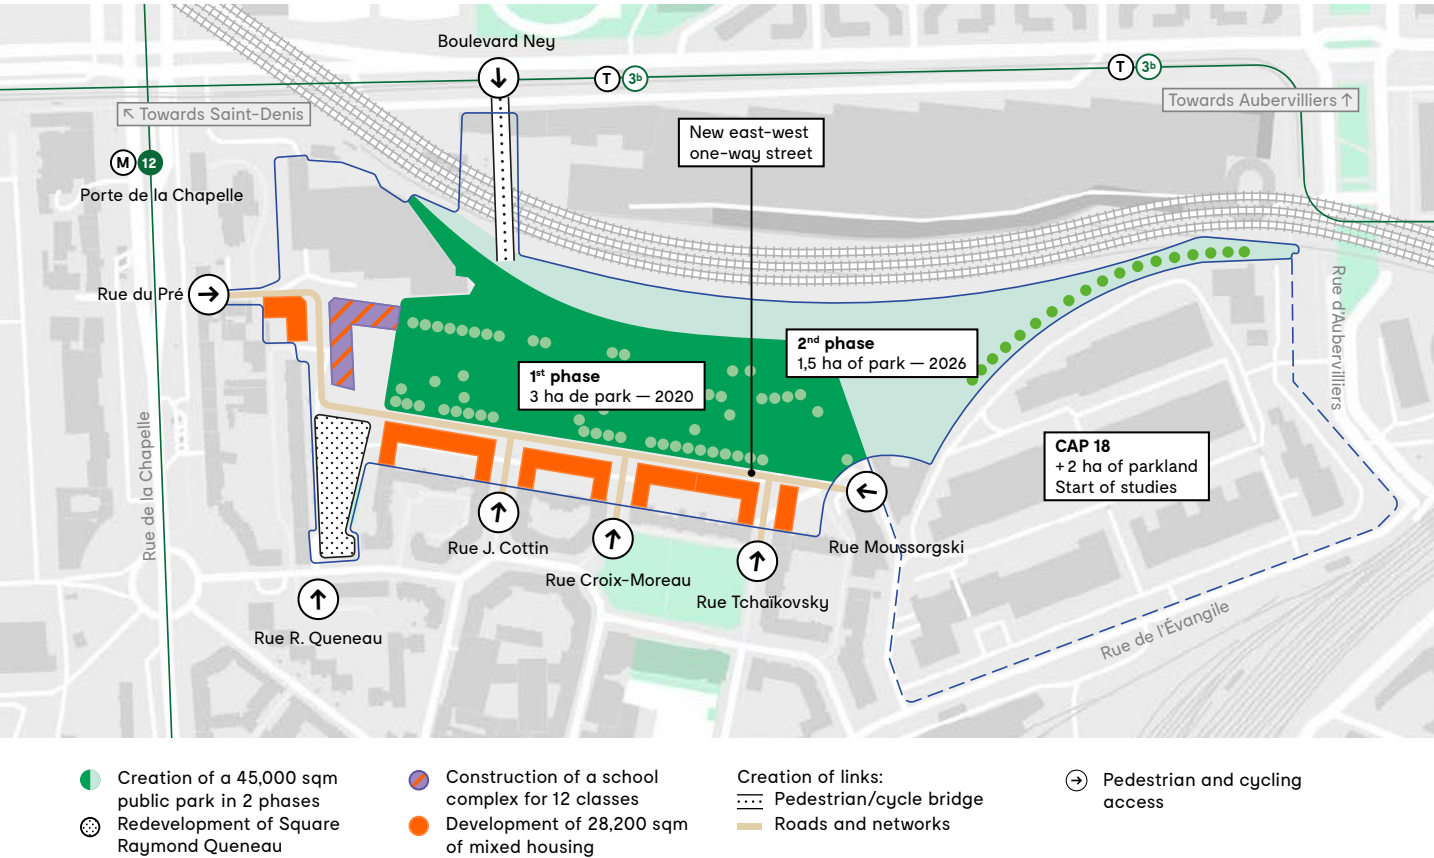 Boulevard Ney
T 3b
T 3b
↖ Towards Saint-Denis
Towards Aubervilliers ↑
New east-west
one-way street
M 12
Porte de la Chapelle
Rue du Pré
Rue d'Aubervilliers
2nd phase
1,5 ha of park — 2026
1st phase
3 ha de park — 2020
Rue de la Chapelle
CAP 18
+ 2 ha of parkland
Start of studies
Rue J. Cottin
Rue Moussorgski
Rue Croix-Moreau
Rue Tchaïkovsky
Rue R. Queneau
Rue de l'Évangile
Creation of a 45,000 sqm
public park in 2 phases
Redevelopment of Square
Raymond Queneau
Construction of a school
complex for 12 classes
Development of 28,200 sqm
of mixed housing
Creation of links:
Pedestrian/cycle bridge
Roads and networks
Pedestrian and cycling
access